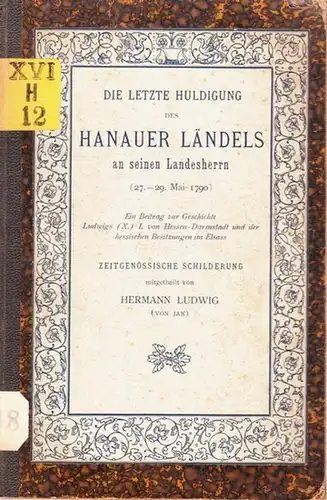 XVI
H
12
DIE LETZTE HULDIGUNG
DES
HANAUER LÄNDELS
an seinen Landesherrn
(27.—29. Mai 1790)
Ein Beitrag zur Geschichte
Ludwigs (X.) I. von Hessen-Darmstadt und der
hessischen Besitzungen im Elsass
ZEITGENÖSSISCHE SCHILDERUNG
mitgetheilt von
HERMANN LUDWIG
(VON JAN)
8